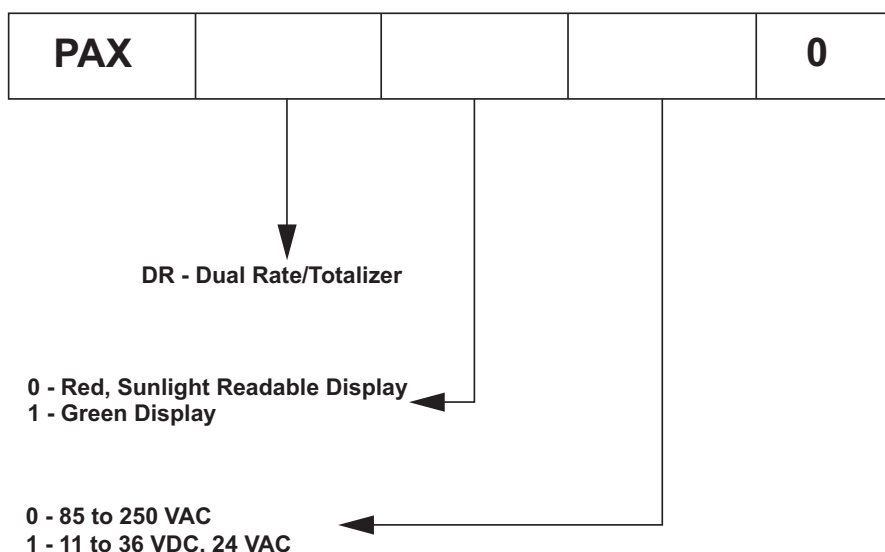 PAX 0
DR - Dual Rate/Totalizer
0 - Red, Sunlight Readable Display
1 - Green Display
0 - 85 to 250 VAC
1 - 11 to 36 VDC, 24 VAC